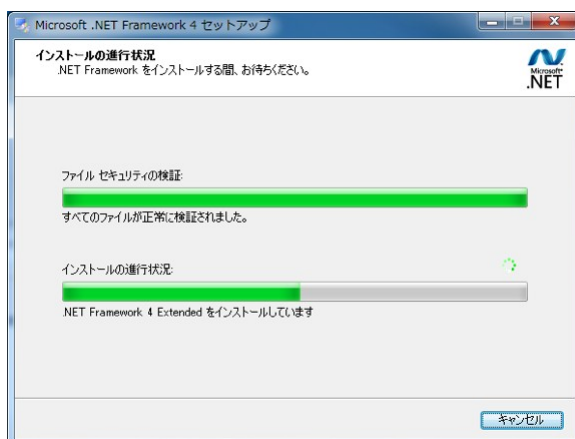 Microsoft .NET Framework 4 セットアップ
インストールの進行状況
.NET Framework をインストールする間、お待ちください。
Microsoft
.NET
ファイル セキュリティの検証:
すべてのファイルが正常に検証されました。
インストールの進行状況:
.NET Framework 4 Extended をインストールしています
キャンセル